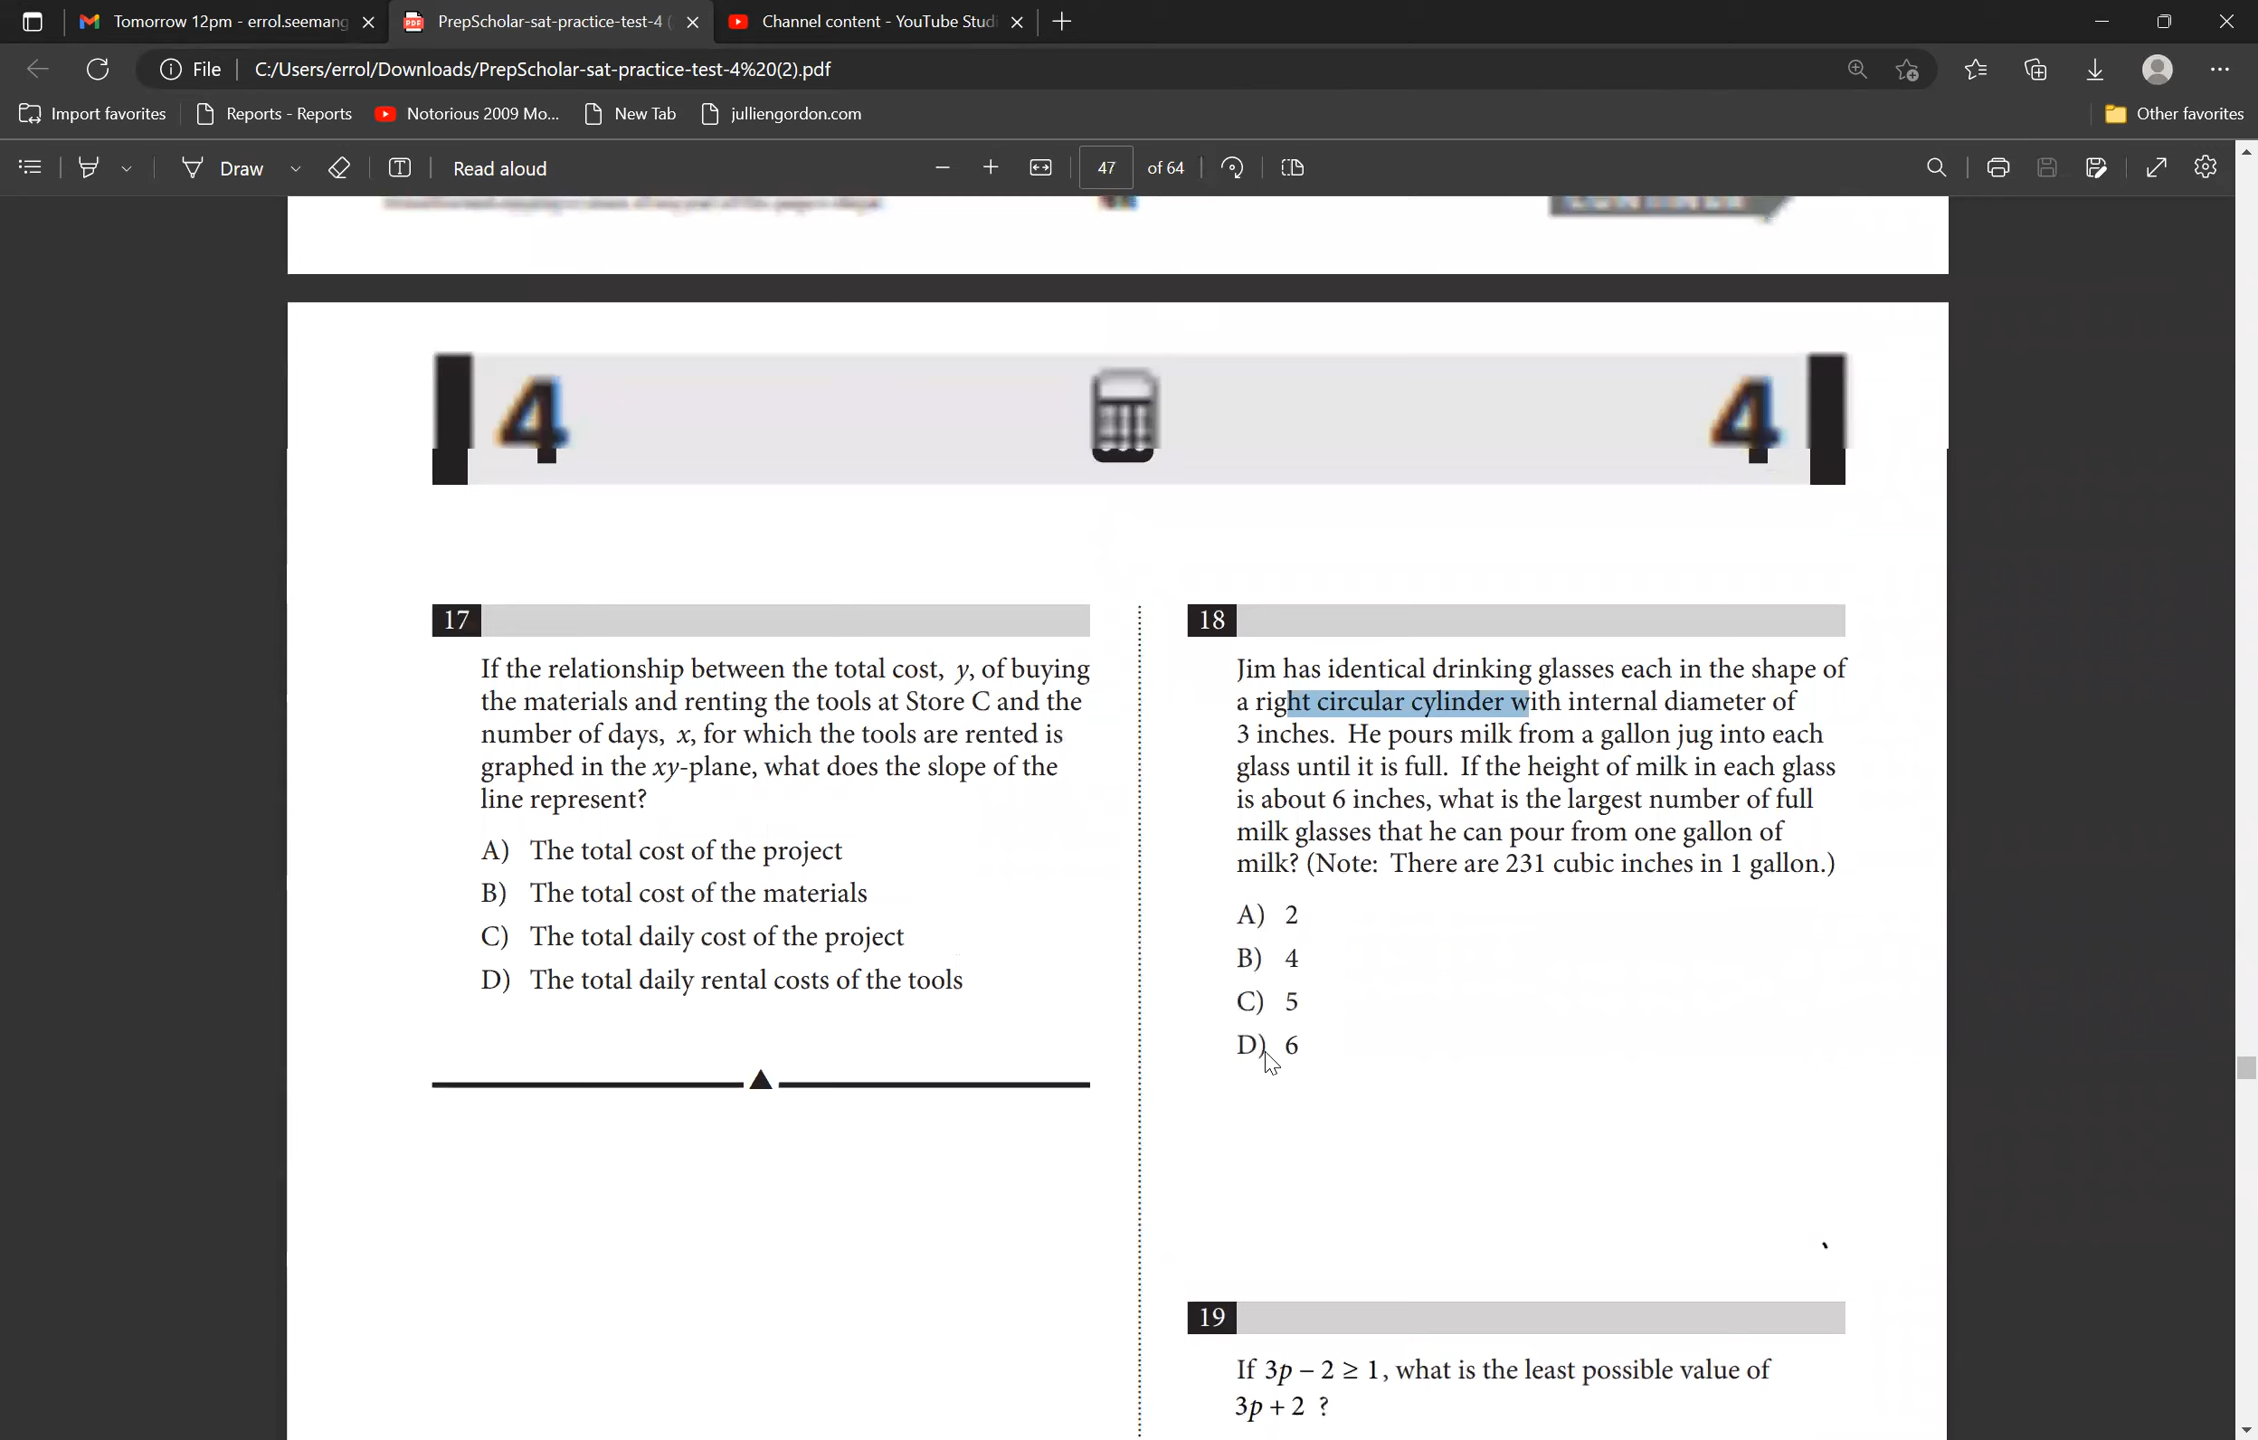 Tomorrow 12pm - errol.seemang
PrepScholar-sat-practice-test-4 (
Channel content - YouTube Studi
File
C:/Users/errol/Downloads/PrepScholar-sat-practice-test-4%20(2).pdf
Import favorites
Reports - Reports
Notorious 2009 Mo...
New Tab
julliengordon.com
Other favorites
Draw
Read aloud
47 of 64
4
4
17
If the relationship between the total cost, y, of buying
the materials and renting the tools at Store C and the
number of days, x, for which the tools are rented is
graphed in the xy-plane, what does the slope of the
line represent?
A) The total cost of the project
B) The total cost of the materials
C) The total daily cost of the project
D) The total daily rental costs of the tools
18
Jim has identical drinking glasses each in the shape of
a right circular cylinder with internal diameter of
3 inches. He pours milk from a gallon jug into each
glass until it is full. If the height of milk in each glass
is about 6 inches, what is the largest number of full
milk glasses that he can pour from one gallon of
milk? (Note: There are 231 cubic inches in 1 gallon.)
A) 2
B) 4
C) 5
D) 6
19
If 3p − 2 ≥ 1, what is the least possible value of
3p + 2 ?